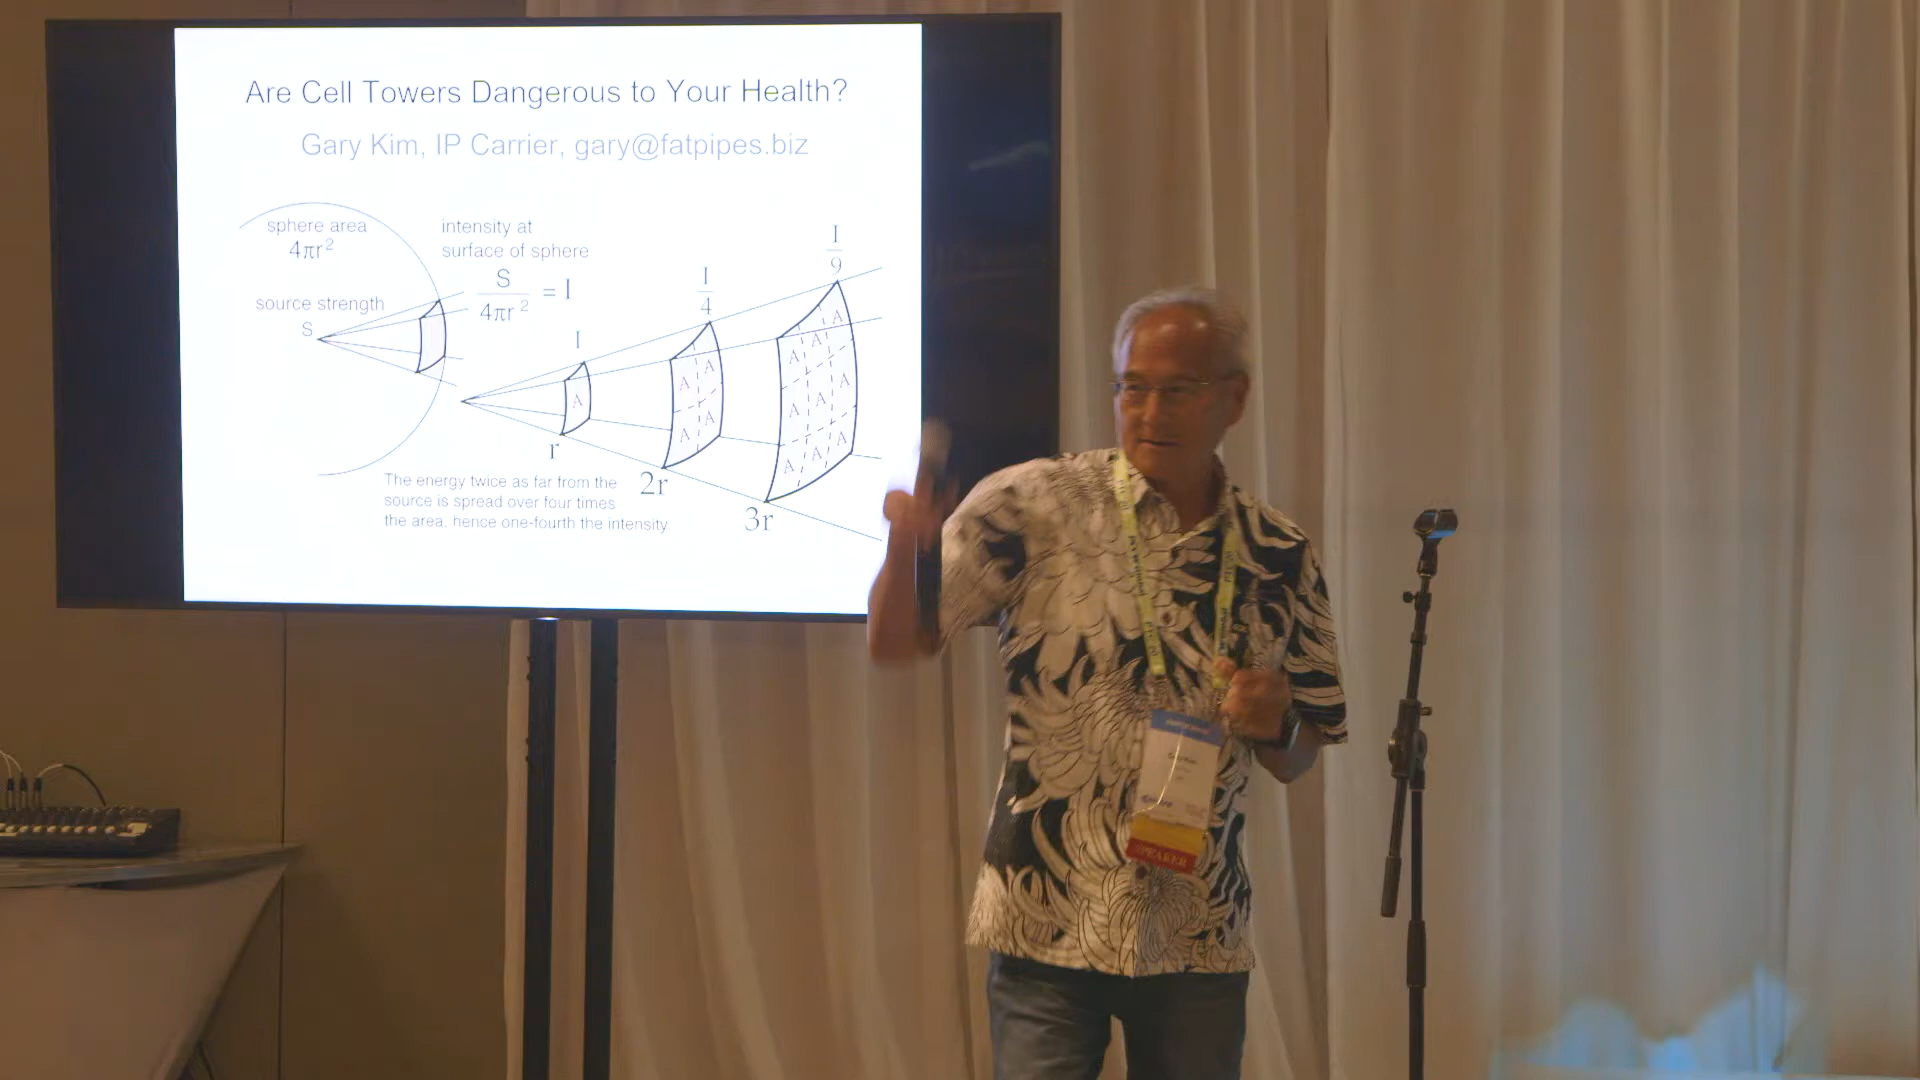 Are Cell Towers Dangerous to Your Health?
Gary Kim, IP Carrier, gary@fatpipes.biz
sphere area
4πr²
source strength
S
intensity at
surface of sphere
S
4πr²
= I
I
A
r
I
4
A
A
A
A
2r
I
9
A
A
A
A
A
A
A
A
A
3r
The energy twice as far from the
source is spread over four times
the area, hence one-fourth the intensity.
SPEAKER